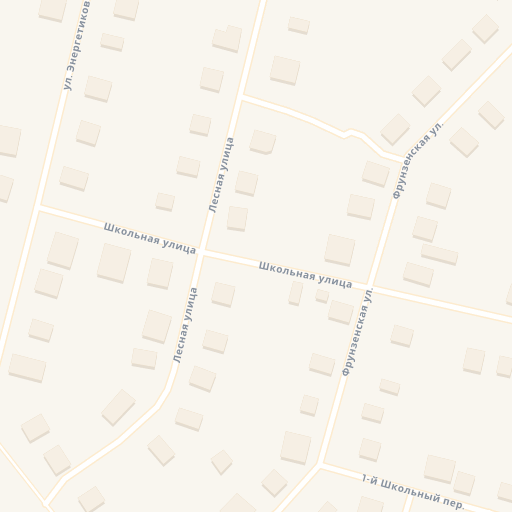 ул. Энергетиков
Лесная улица
Фрунзенская ул.
Школьная улица
Школьная улица
Лесная улица
Фрунзенская ул.
1-й Школьный пер.